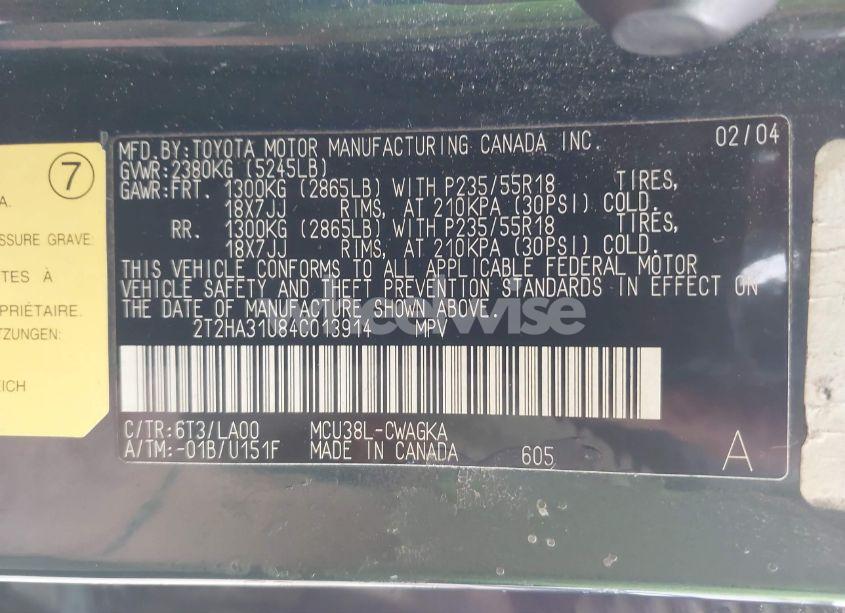 MFD.BY:TOYOTA MOTOR MANUFACTURING CANADA INC. 02/04
GVWR:2380KG (5245LB)
GAWR:FRT. 1300KG (2865LB) WITH P235/55R18 TIRES,
18X7JJ RIMS, AT 210KPA (30PSI) COLD.
RR. 1300KG (2865LB) WITH P235/55R18 TIRES,
18X7JJ RIMS, AT 210KPA (30PSI) COLD.
THIS VEHICLE CONFORMS TO ALL APPLICABLE FEDERAL MOTOR
VEHICLE SAFETY AND THEFT PREVENTION STANDARDS IN EFFECT ON
THE DATE OF MANUFACTURE SHOWN ABOVE.
2T2HA31U84C013914 MPV
C/TR:6T3/LA00 MCU38L-CWAGKA
A/TM:-01B/U151F MADE IN CANADA 605 A
7
A.
SSURE GRAVE
TES À
PRIÉTAIRE.
TZUNGEN:
EICH